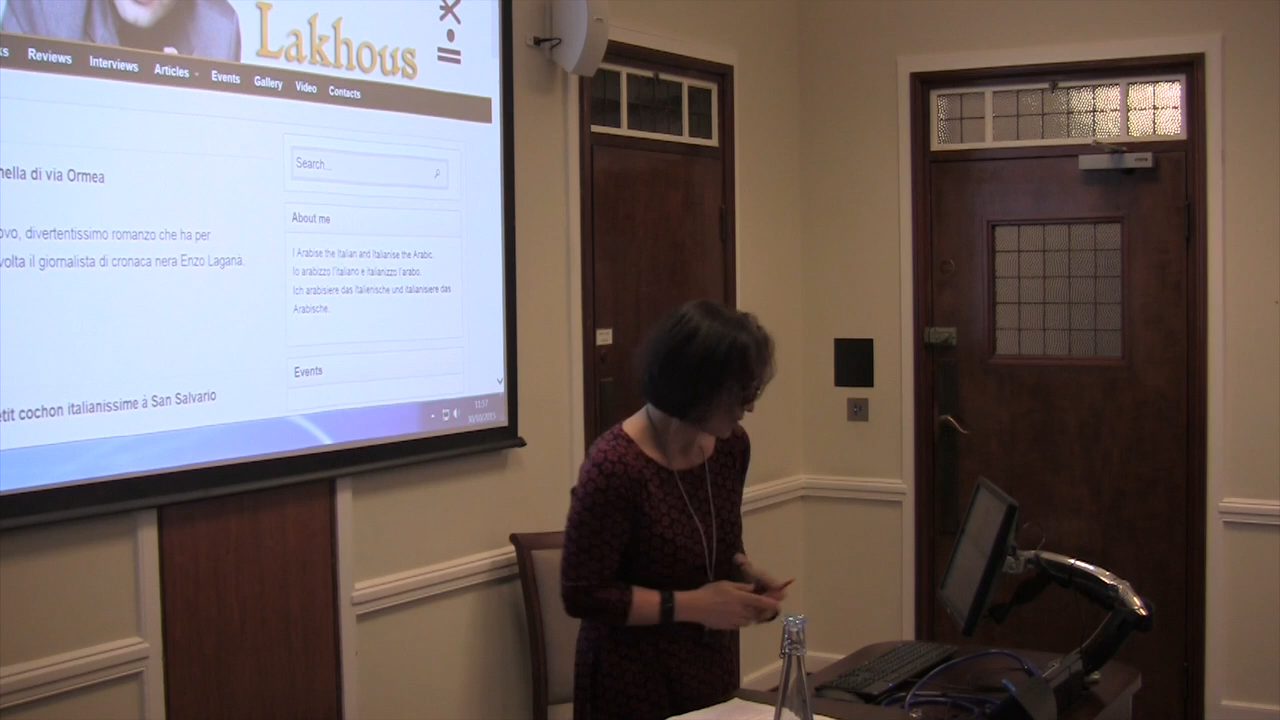 Lakhous
ks Reviews Interviews Articles Events Gallery Video Contacts
Search...
nella di via Ormea
About me
ovo, divertentissimo romanzo che ha per
volta il giornalista di cronaca nera Enzo Lagana.
I Arabise the Italian and Italianise the Arabic.
Io arabizzo l'italiano e italianizzo l'arabo.
Ich arabisiere das Italienische und italianisiere das
Arabische.
Events
etit cochon italianissime à San Salvario
11:57
30/10/2015